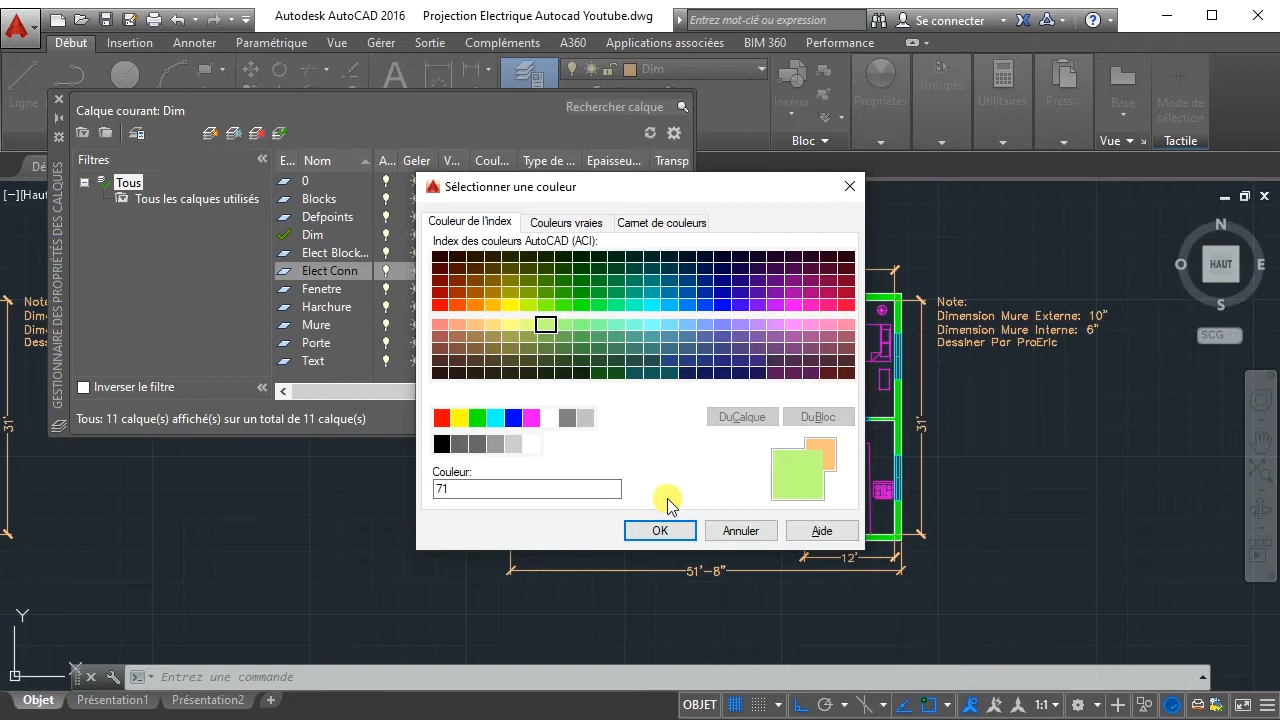 Autodesk AutoCAD 2016 Projection Electrique Autocad Youtube.dwg
Entrez mot-clé ou expression
Se connecter
Début Insertion Annoter Paramétrique Vue Gérer Sortie Compléments A360 Applications associées BIM 360 Performance
Ligne
Dim
Insérer
Bloc
Propriétés
Groupes
Utilitaires
Press...
Base
Vue
Mode de
sélection
Tactile
GESTIONNAIRE DES PROPRIÉTÉS DES CALQUES
Calque courant: Dim
Rechercher calque
Filtres
Tous
Tous les calques utilisés
E... Nom A... Geler V... Coul... Type de ... Epaisseu... Transp
0
Blocks
Defpoints
Dim
Elect Block...
Elect Conn
Fenetre
Harchure
Mure
Porte
Text
Inverser le filtre
Tous: 11 calque(s) affiché(s) sur un total de 11 calque(s)
Sélectionner une couleur
Couleur de l'index Couleurs vraies Carnet de couleurs
Index des couleurs AutoCAD (ACI):
DuCalque DuBloc
Couleur:
71
OK Annuler Aide
Dé
[−][Haut
Note:
Dim
Dim
Dess
31'
31'
Note:
Dimension Mure Externe: 10"
Dimension Mure Interne: 6"
Dessiner Par ProEric
12'
51'-8"
N
O HAUT E
S
SCG
Y
X
Entrez une commande
Objet Présentation1 Présentation2 +
OBJET
1:1